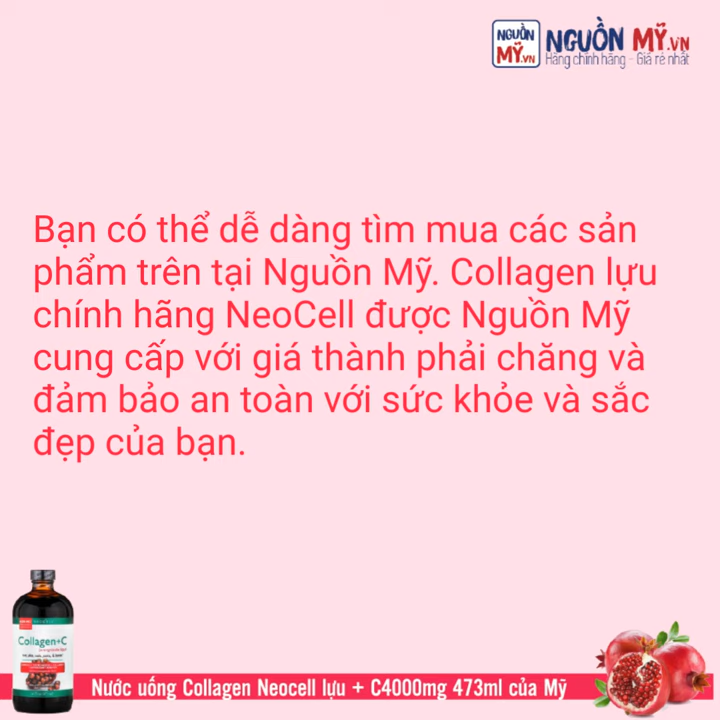 NGUỒN
MỸ.VN
NGUỒN MỸ.VN
Hàng chính hãng - Giá rẻ nhất
Bạn có thể dễ dàng tìm mua các sản
phẩm trên tại Nguồn Mỹ. Collagen lựu
chính hãng NeoCell được Nguồn Mỹ
cung cấp với giá thành phải chăng và
đảm bảo an toàn với sức khỏe và sắc
đẹp của bạn.
Collagen+C
Nước uống Collagen Neocell lựu + C4000mg 473ml của Mỹ